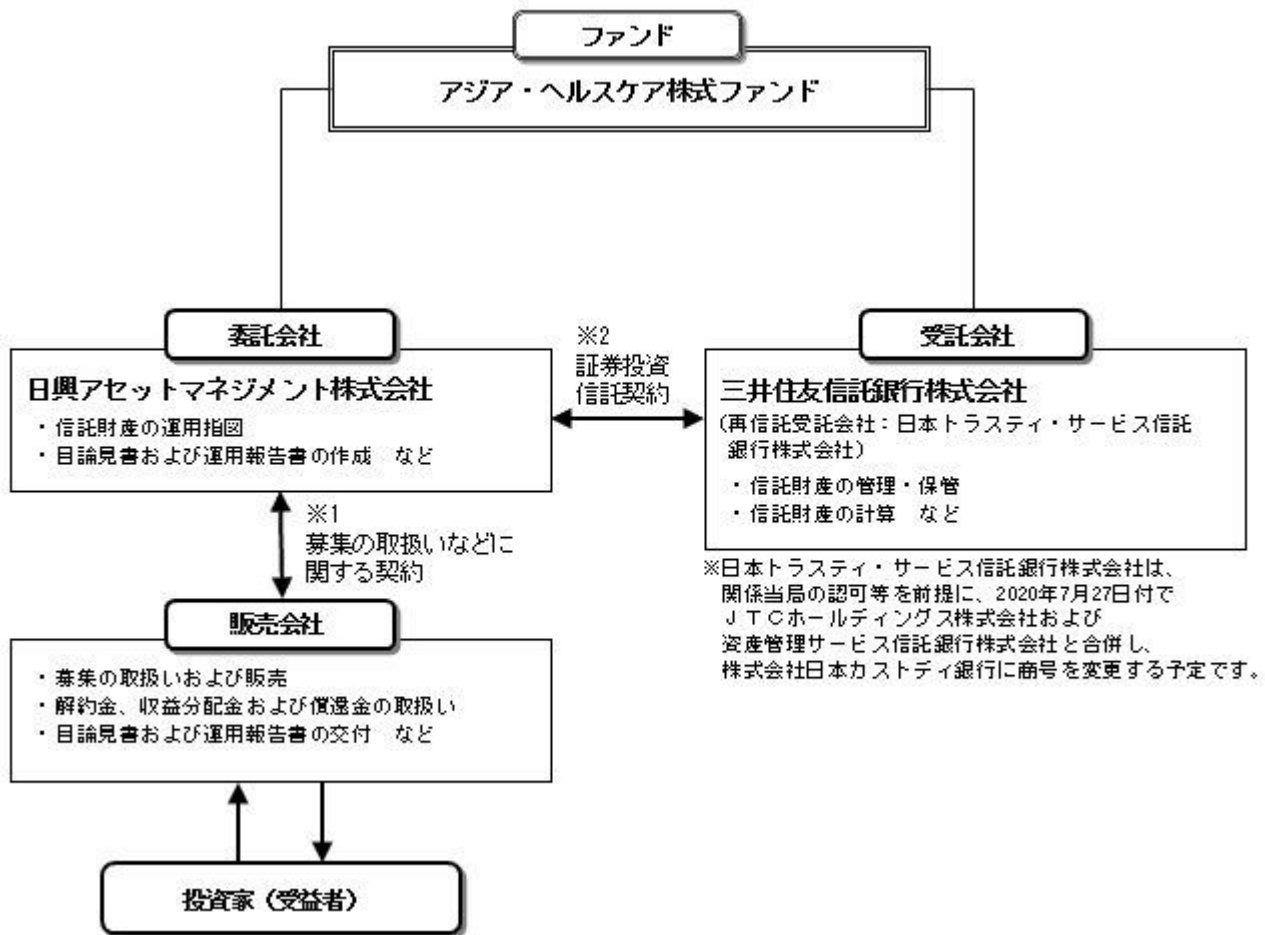 ファンド
アジア・ヘルスケア株式ファンド
委託会社
日興アセットマネジメント株式会社
・信託財産の運用指図
・目論見書および運用報告書の作成　など
※2
証券投資
信託契約
受託会社
三井住友信託銀行株式会社
（再信託受託会社：日本トラスティ・サービス信託
銀行株式会社）
・信託財産の管理・保管
・信託財産の計算　など
※日本トラスティ・サービス信託銀行株式会社は、
関係当局の認可等を前提に、2020年7月27日付で
ＪＴＣホールディングス株式会社および
資産管理サービス信託銀行株式会社と合併し、
株式会社日本カストディ銀行に商号を変更する予定です。
※1
募集の取扱いなどに
関する契約
販売会社
・募集の取扱いおよび販売
・解約金、収益分配金および償還金の取扱い
・目論見書および運用報告書の交付　など
投資家（受益者）